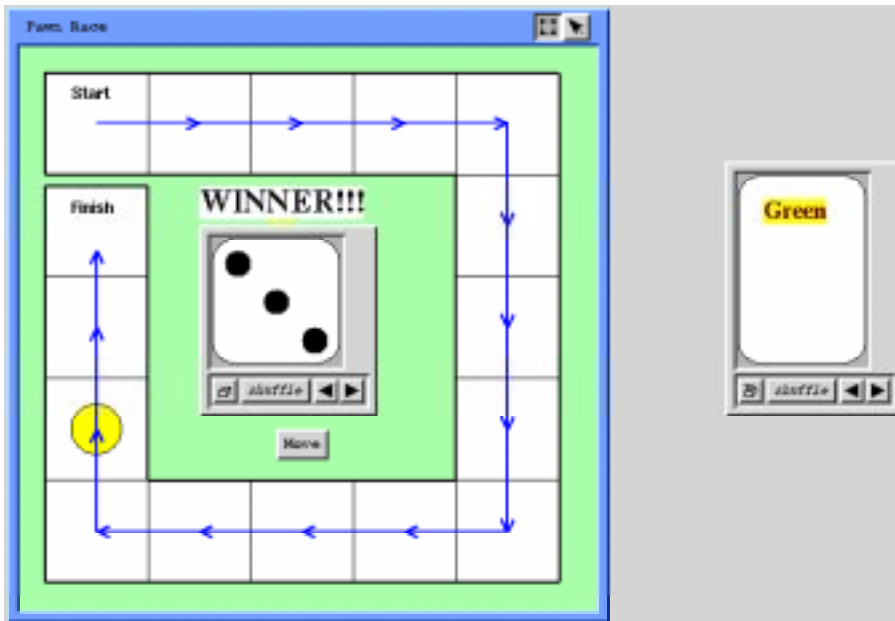 Pawn Race
Start
Finish
WINNER!!!
Green
shuffle
shuffle
Move